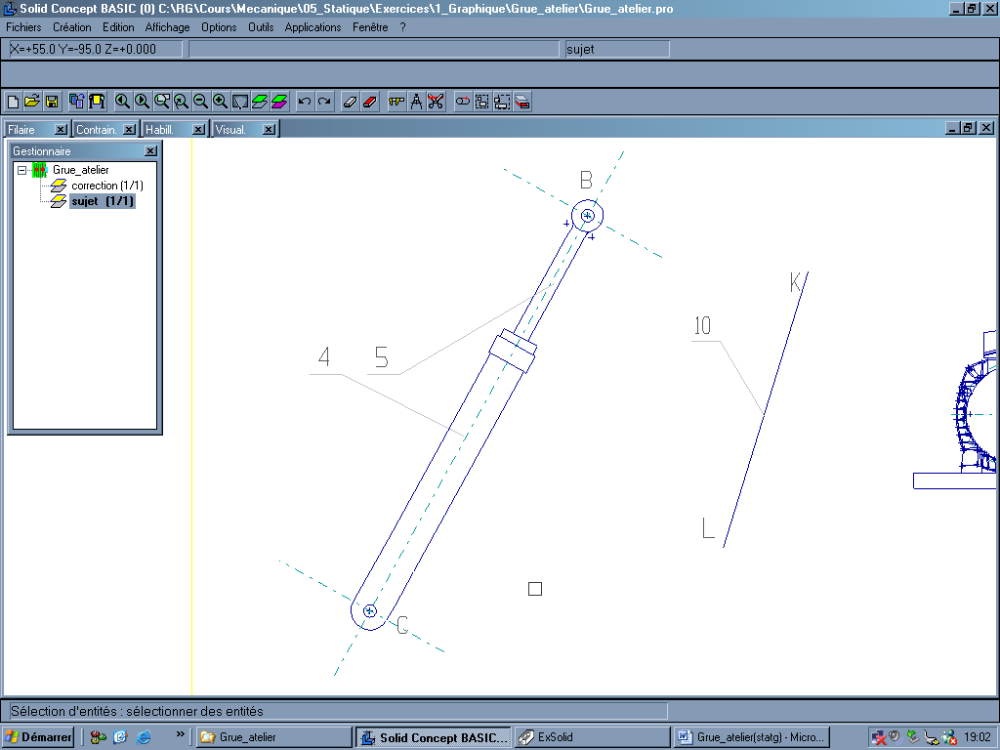 Solid Concept BASIC (0) C:\RG\Cours\Mecanique\05_Statique\Exercices\1_Graphique\Grue_atelier\Grue_atelier.pro
Fichiers Création Edition Affichage Options Outils Applications Fenêtre ?
X=+55.0 Y=-95.0 Z=+0.000 sujet
Filaire Contrain. Habill. Visual.
Gestionnaire
Grue_atelier
correction (1/1)
sujet (1/1)
B
K
10
4 5
L
C
Sélection d'entités : sélectionner des entités
Démarrer » Grue_atelier Solid Concept BASIC... ExSolid Grue_atelier(statg) - Micro... 19:02